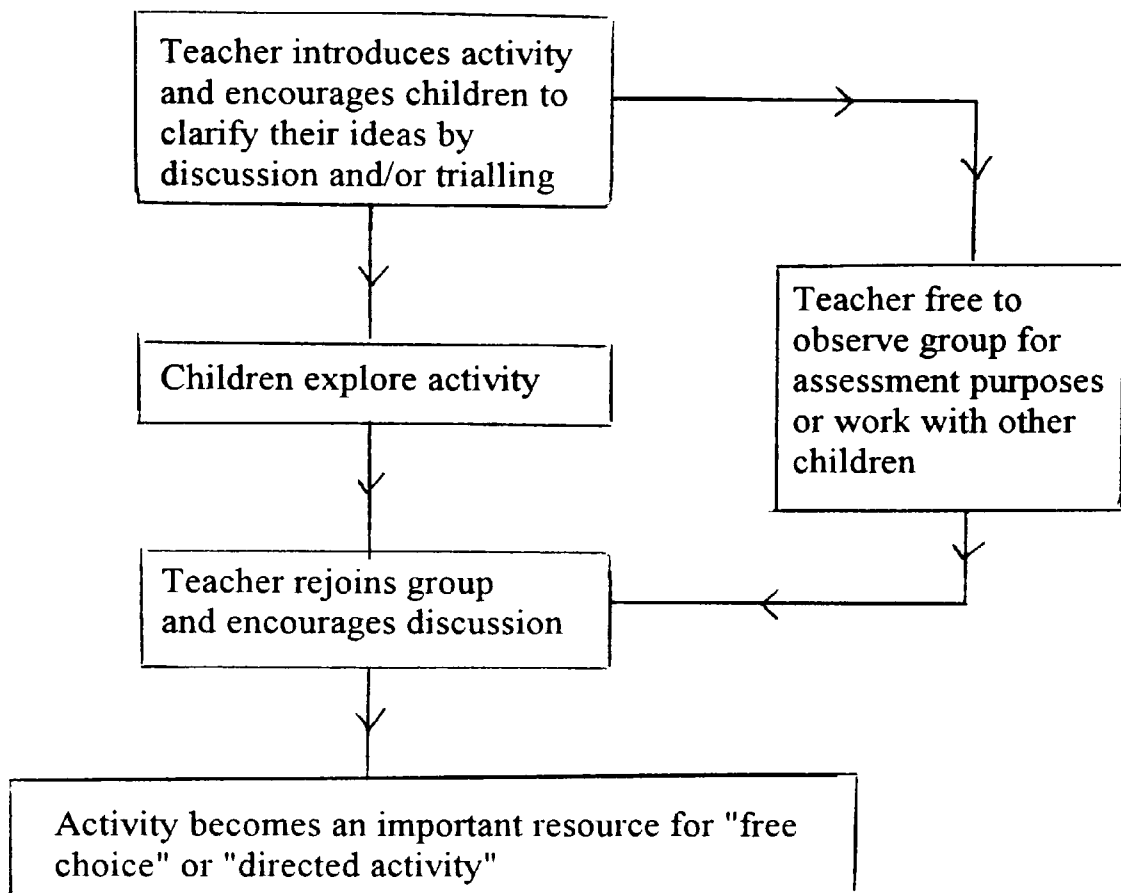 Teacher introduces activity
and encourages children to
clarify their ideas by
discussion and/or trialling
Teacher free to
observe group for
assessment purposes
or work with other
children
Children explore activity
Teacher rejoins group
and encourages discussion
Activity becomes an important resource for "free
choice" or "directed activity"